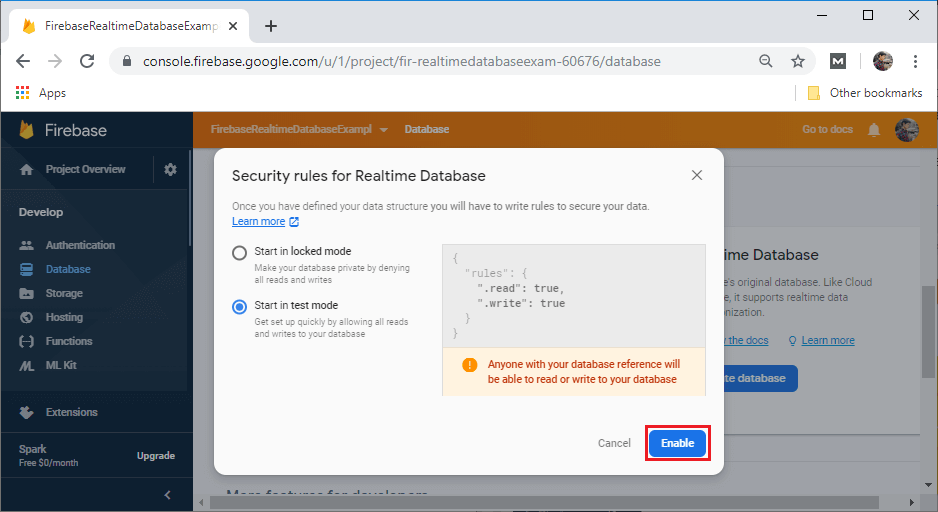 FirebaseRealtimeDatabaseExamp
console.firebase.google.com/u/1/project/fir-realtimedatabaseexam-60676/database
M
Apps
Other bookmarks
Firebase
FirebaseRealtimeDatabaseExampl
Database
Go to docs
Project Overview
Develop
Authentication
Database
Storage
Hosting
Functions
ML Kit
Extensions
Spark
Free $0/month
Upgrade
Security rules for Realtime Database
Once you have defined your data structure you will have to write rules to secure your data.
Learn more
Start in locked mode
Make your database private by denying
all reads and writes
Start in test mode
Get set up quickly by allowing all reads
and writes to your database
{
"rules": {
".read": true,
".write": true
}
}
Anyone with your database reference will
be able to read or write to your database
Cancel
Enable
time Database
's original database. Like Cloud
, it supports realtime data
onization.
the docs
Learn more
te database
More features for developers